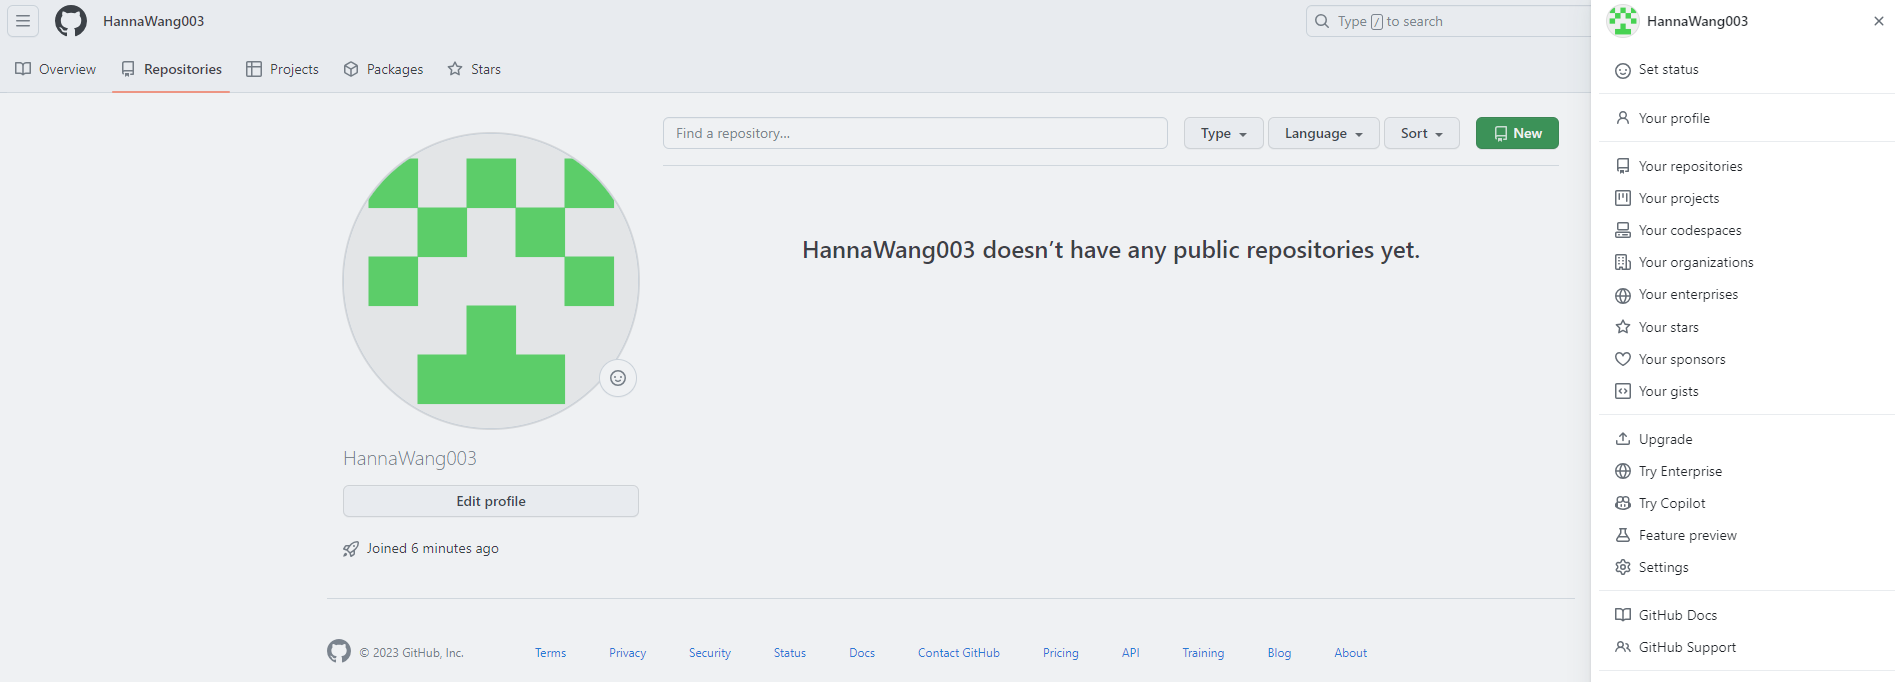 HannaWang003
Type / to search
Overview
Repositories
Projects
Packages
Stars
Find a repository...
Type
Language
Sort
New
HannaWang003 doesn’t have any public repositories yet.
HannaWang003
Edit profile
Joined 6 minutes ago
© 2023 GitHub, Inc.
Terms
Privacy
Security
Status
Docs
Contact GitHub
Pricing
API
Training
Blog
About
HannaWang003
Set status
Your profile
Your repositories
Your projects
Your codespaces
Your organizations
Your enterprises
Your stars
Your sponsors
Your gists
Upgrade
Try Enterprise
Try Copilot
Feature preview
Settings
GitHub Docs
GitHub Support